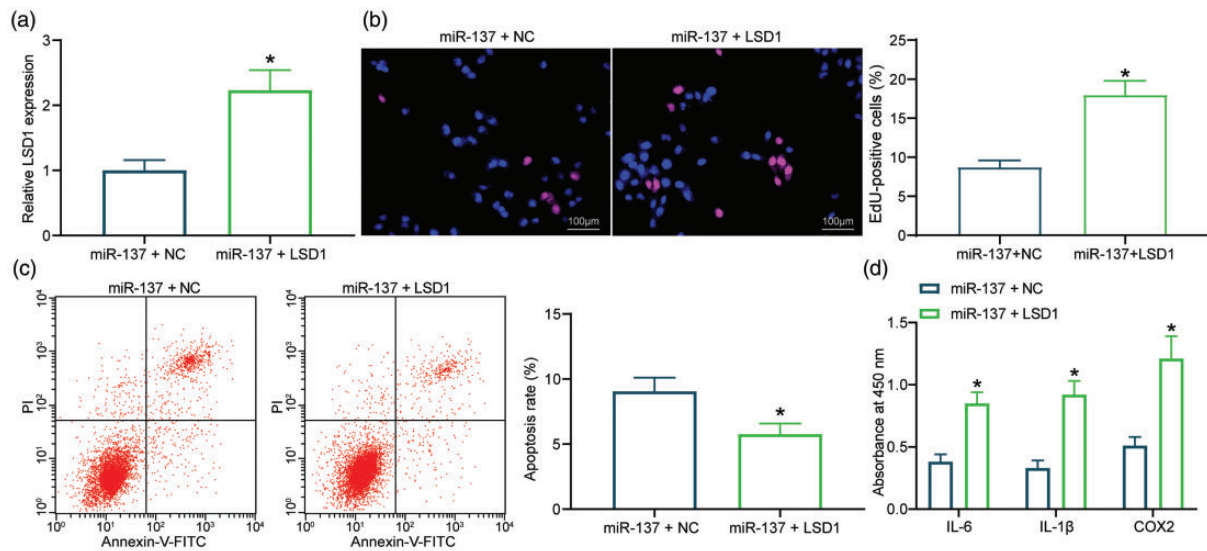 (a)
Relative LSD1 expression
3
2
1
0
*
miR-137 + NC
miR-137 + LSD1
(b)
miR-137 + NC
miR-137 + LSD1
100μm
100μm
EdU-positive cells (%)
25
20
15
10
5
0
*
miR-137+NC
miR-137+LSD1
(c)
miR-137 + NC
PI
10⁴
10³
10²
10¹
10⁰
10⁰ 10¹ 10² 10³ 10⁴
Annexin-V-FITC
miR-137 + LSD1
PI
10⁴
10³
10²
10¹
10⁰
10⁰ 10¹ 10² 10³ 10⁴
Annexin-V-FITC
Apoptosis rate (%)
15
10
5
0
*
miR-137 + NC
miR-137 + LSD1
(d)
miR-137 + NC
miR-137 + LSD1
Absorbance at 450 nm
1.5
1.0
0.5
0.0
*
*
*
IL-6
IL-1β
COX2